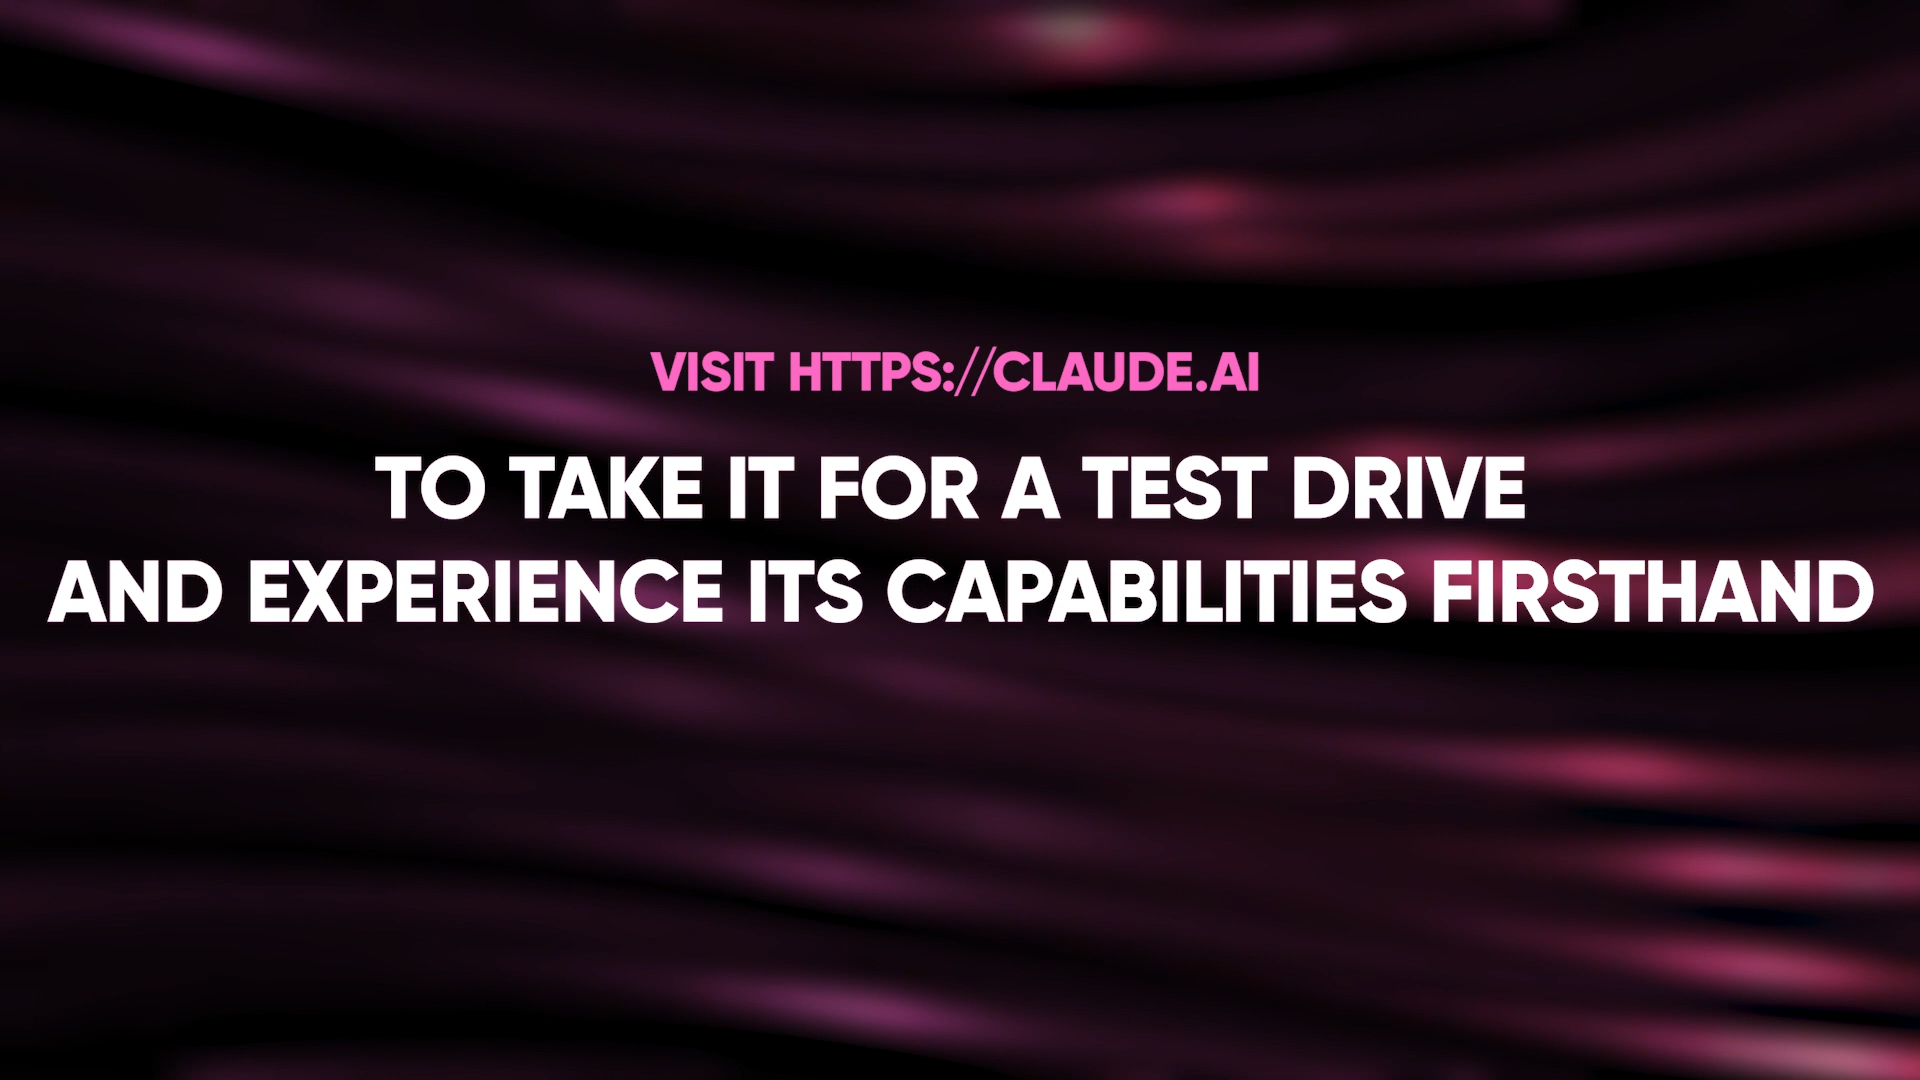 VISIT HTTPS://CLAUDE.AI
TO TAKE IT FOR A TEST DRIVE
AND EXPERIENCE ITS CAPABILITIES FIRSTHAND